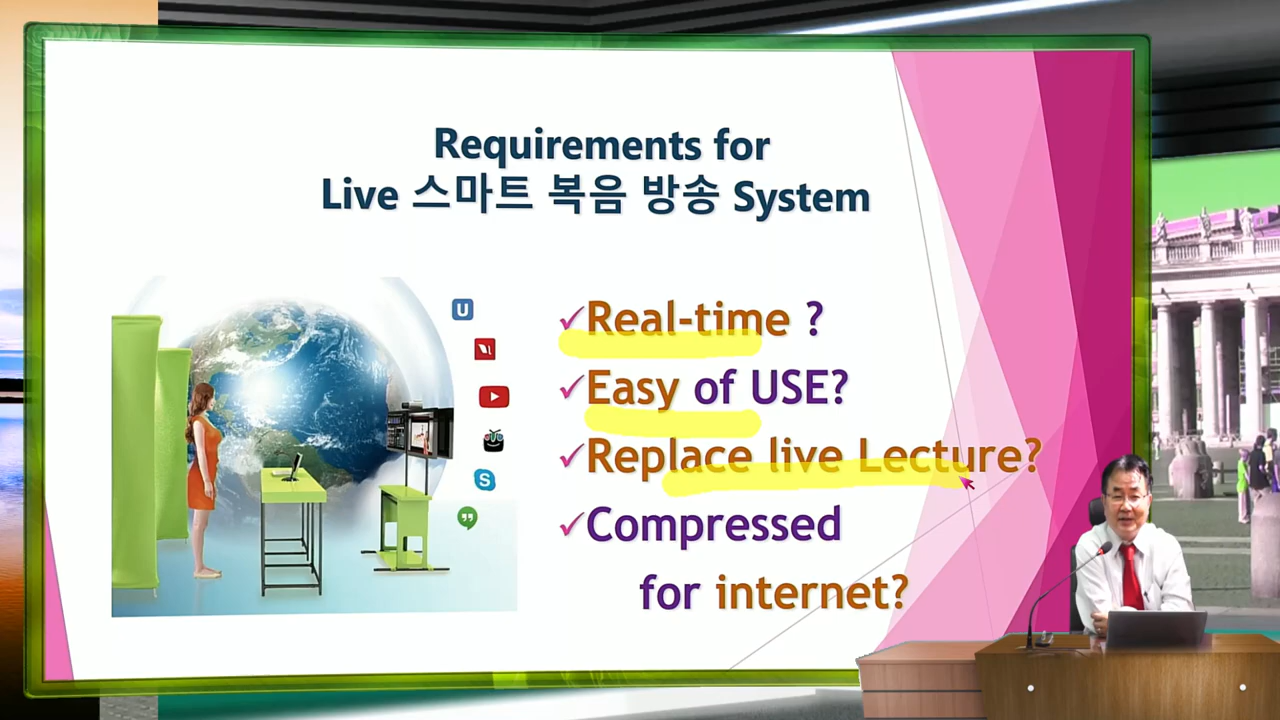 Requirements for
Live 스마트 복음 방송 System
✓Real-time ?
✓Easy of USE?
✓Replace live Lecture?
✓Compressed
for internet?
U
S